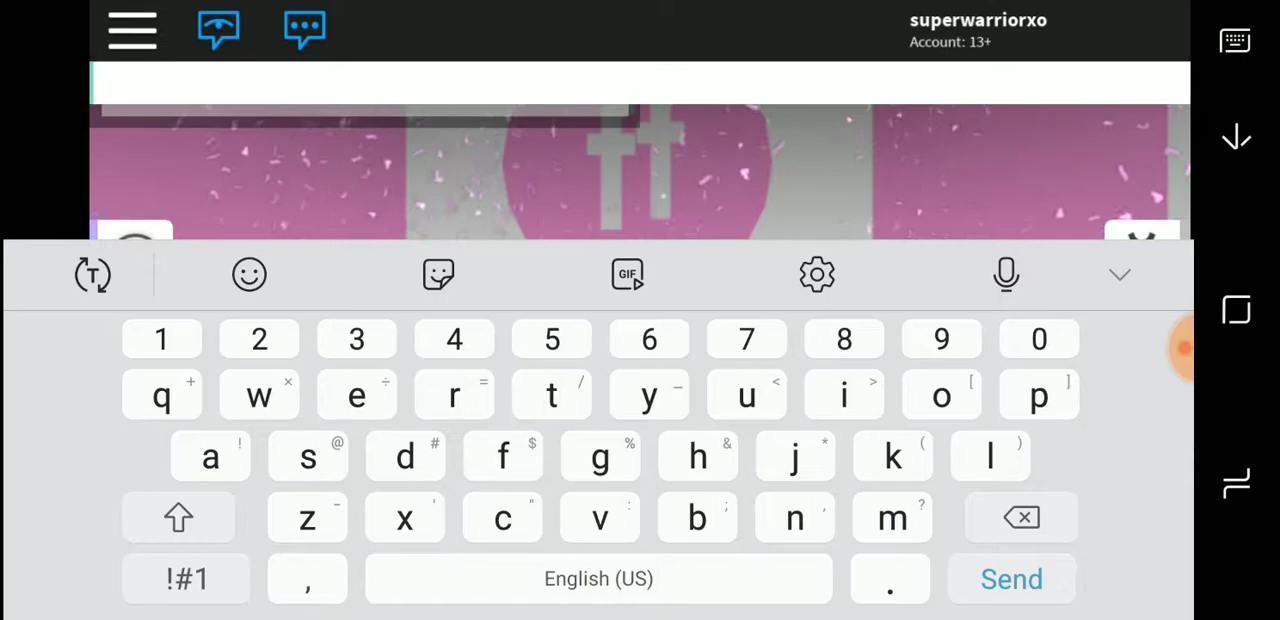 superwarriorxo
Account: 13+
T GIF
1 2 3 4 5 6 7 8 9 0
q + w × e ÷ r = t / y _ u < i > o [ p ]
a ! s @ d # f $ g % h & j * k ( l )
z - x ' c " v : b ; n , m ?
!#1 , English (US) . Send